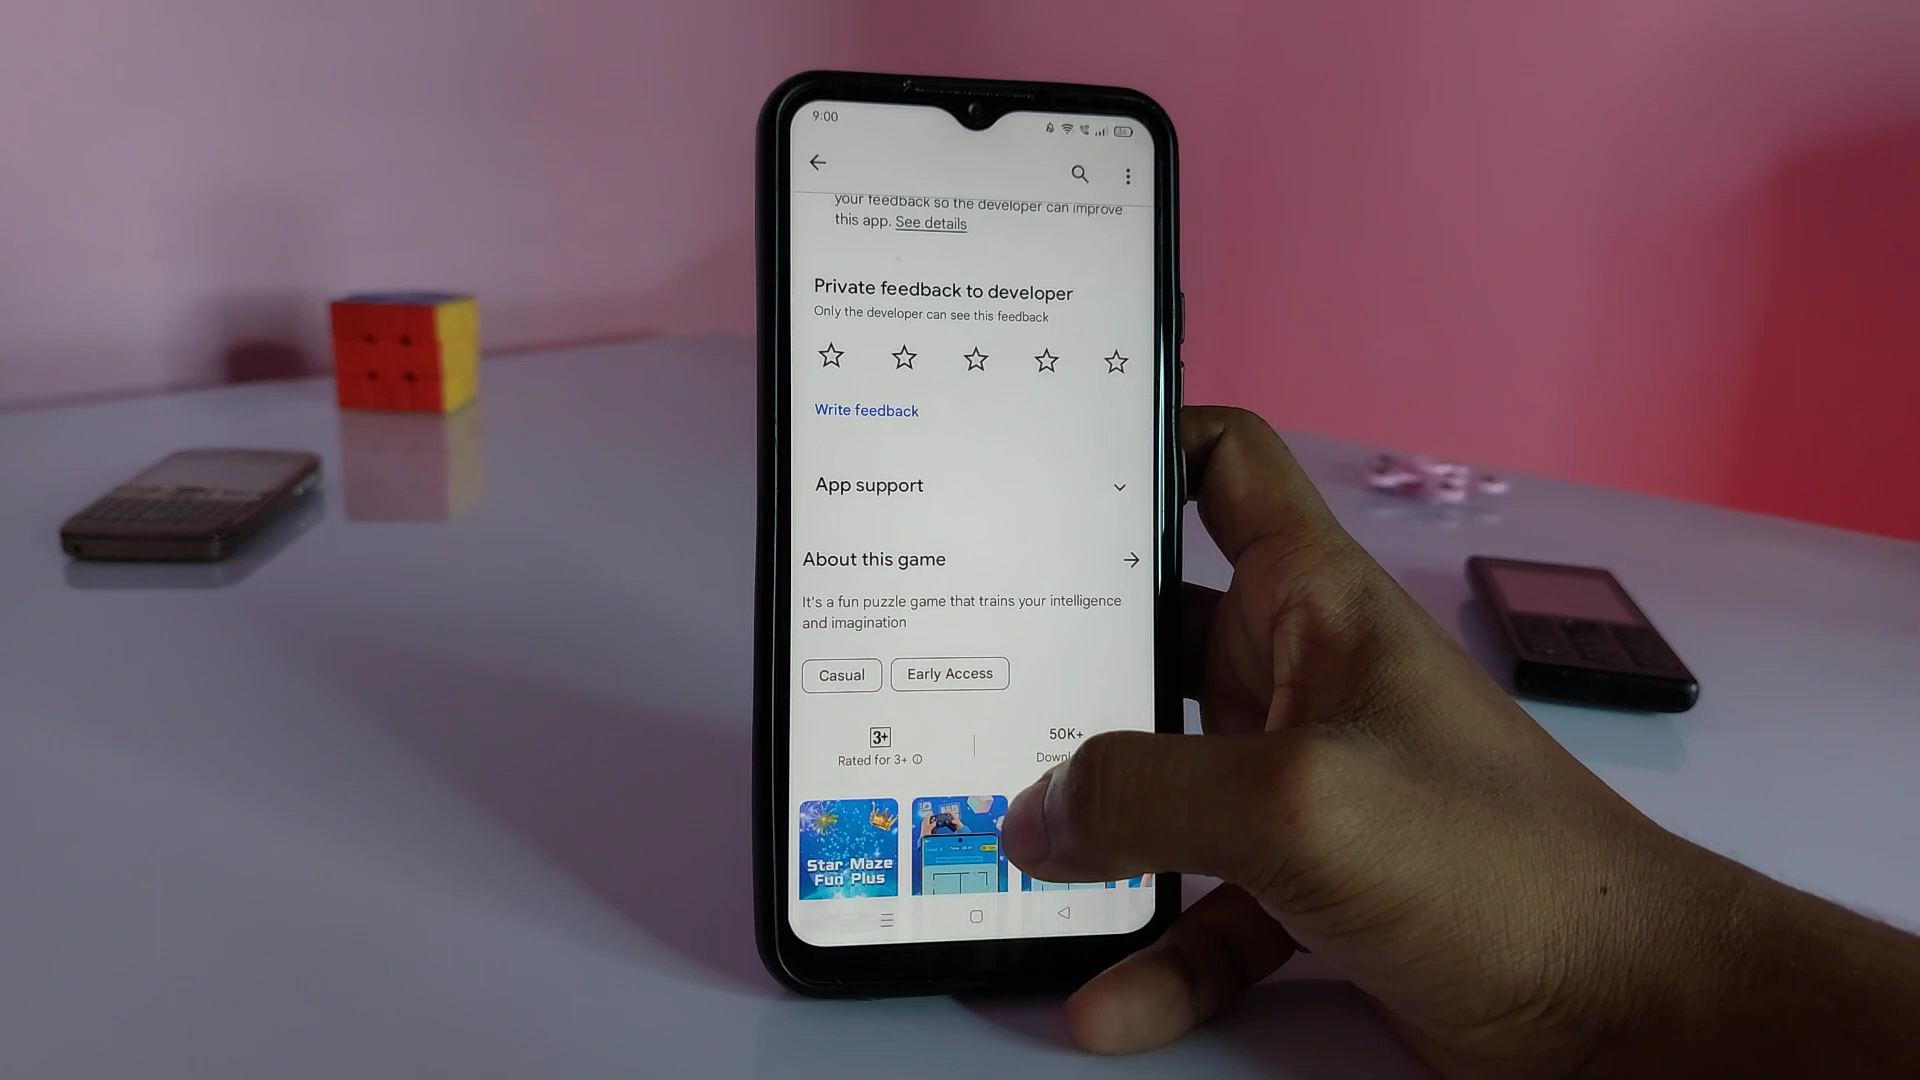 9:00
your feedback so the developer can improve
this app. See details
Private feedback to developer
Only the developer can see this feedback
Write feedback
App support
About this game
It's a fun puzzle game that trains your intelligence
and imagination
Casual
Early Access
3+
50K+
Rated for 3+
Star Maze
Fun Plus